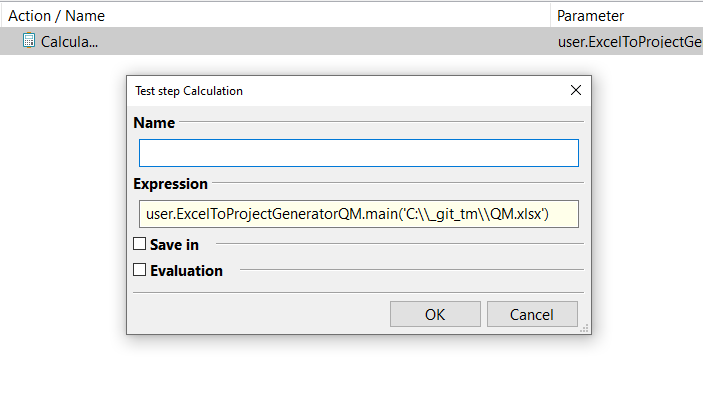 Action / Name Parameter
Calcula... user.ExcelToProjectGe
Test step Calculation
Name
Expression
user.ExcelToProjectGeneratorQM.main('C:\\_git_tm\\QM.xlsx')
Save in
Evaluation
OK Cancel